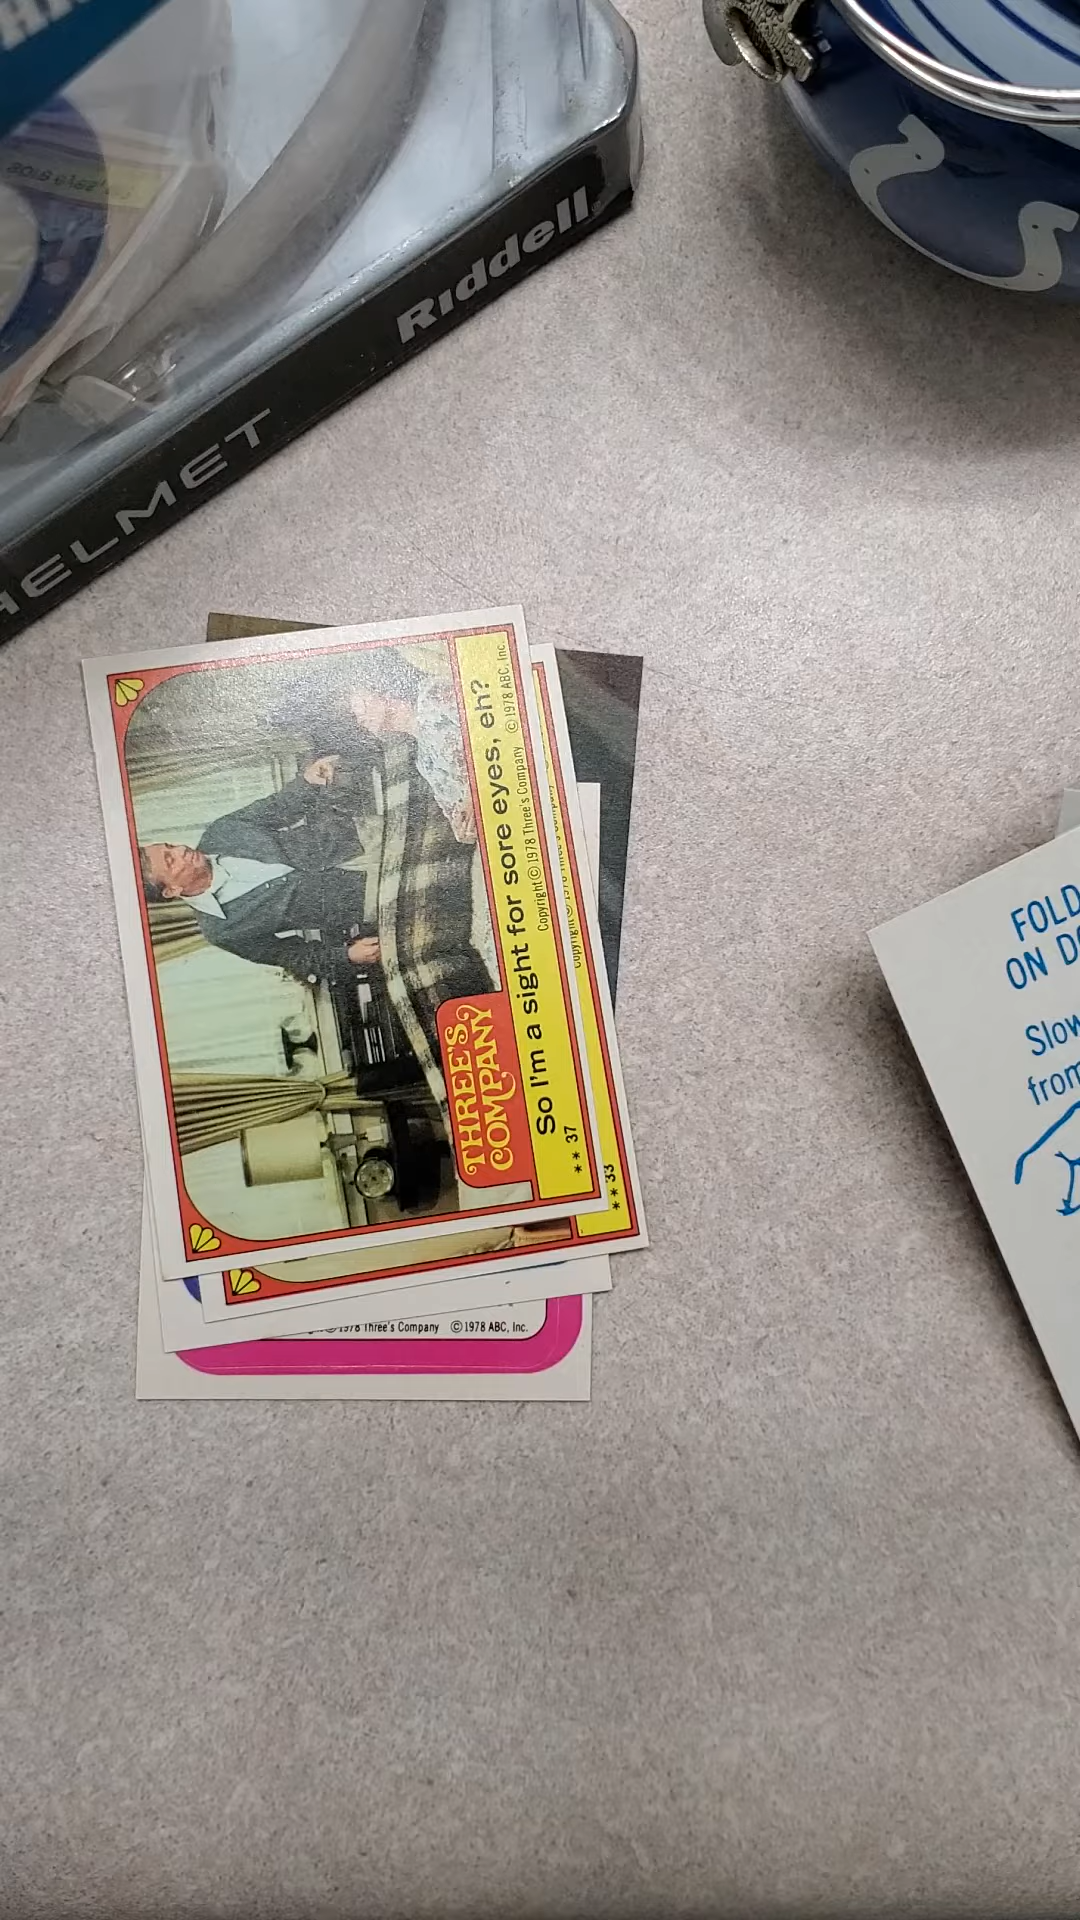 Riddell
HELMET
THREE'S
COMPANY
So I'm a sight for sore eyes, eh?
** 37
Copyright © 1978 Three's Company © 1978 ABC, Inc.
** 33
© 1978 Three's Company © 1978 ABC, Inc.
FOLD
ON
Slow
from